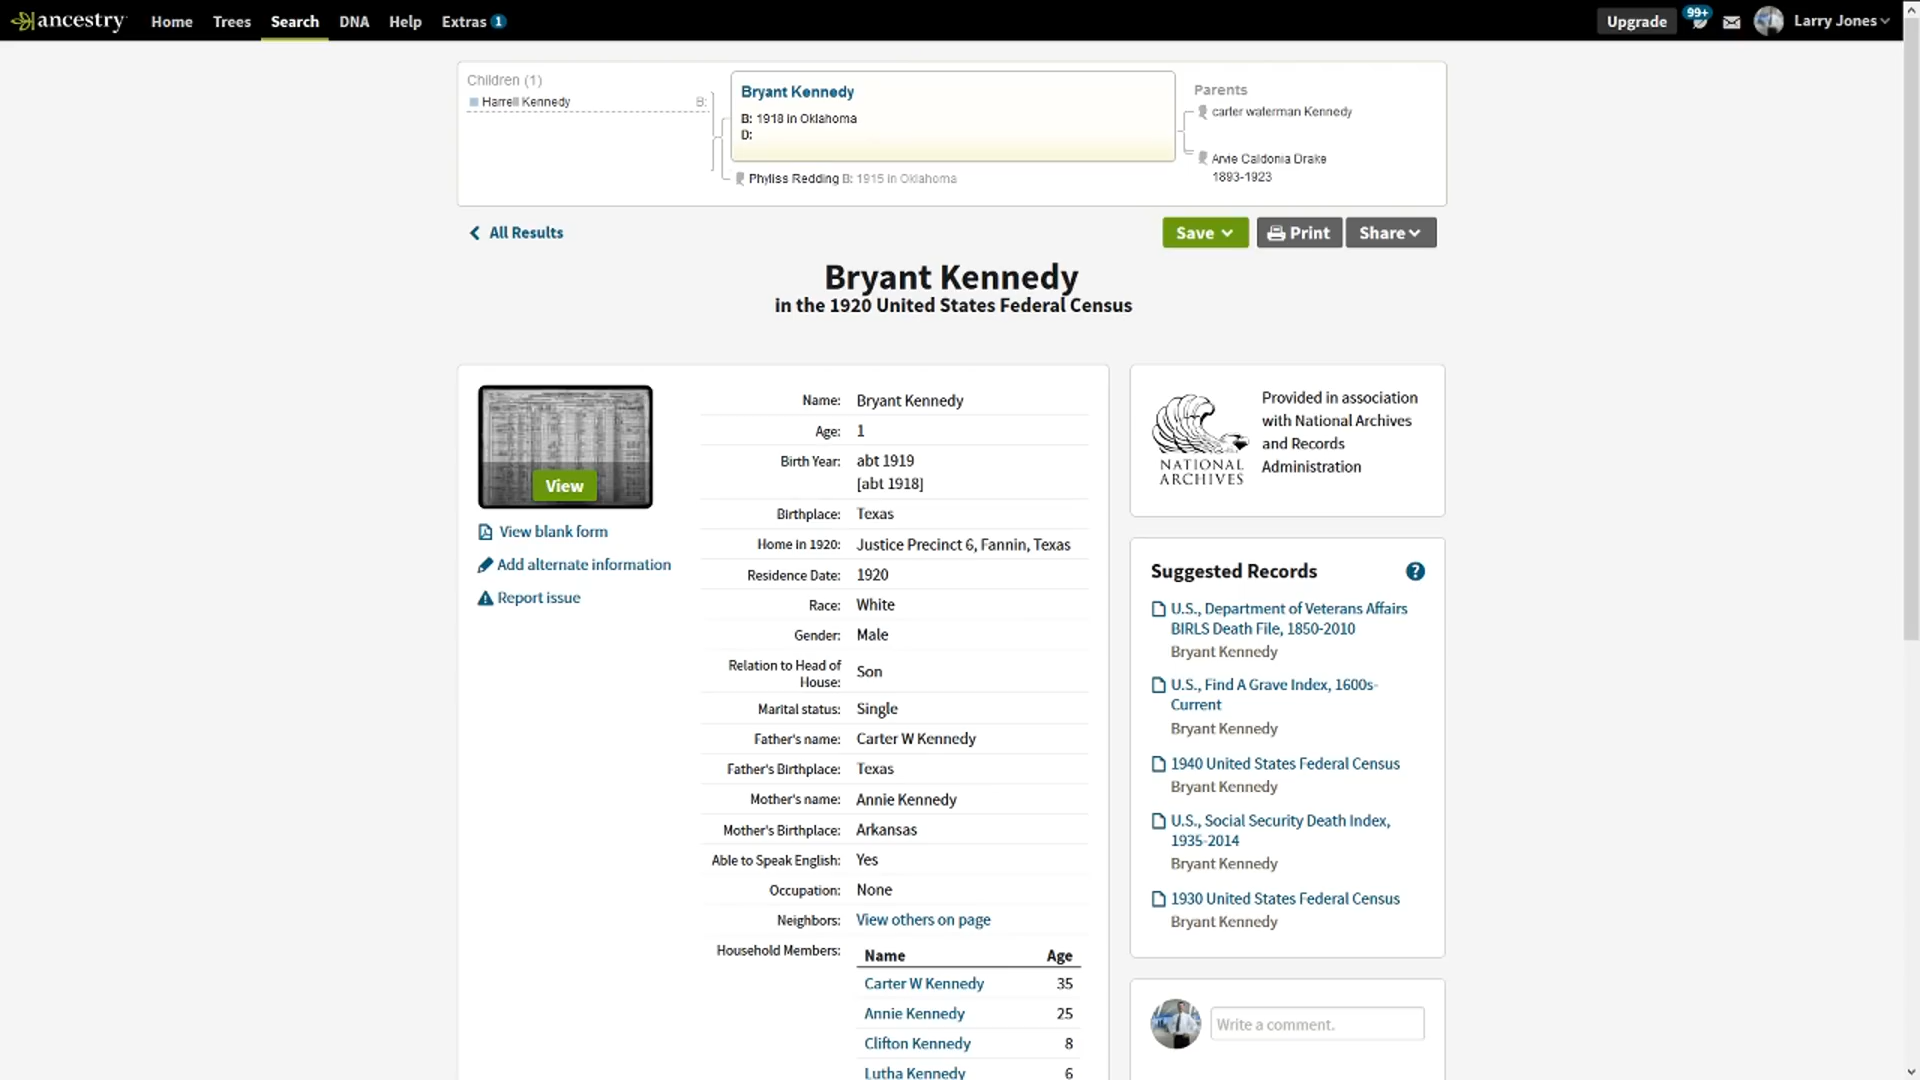 ancestry Home Trees Search DNA Help Extras 1 Upgrade 99+ Larry Jones
Children (1)
Harrell Kennedy B:
Bryant Kennedy
B: 1918 in Oklahoma
D:
Phyliss Redding B: 1915 in Oklahoma
Parents
carter walerman Kennedy
Arvie Caldonia Drake
1893-1923
All Results
Save Print Share
Bryant Kennedy
in the 1920 United States Federal Census
View
View blank form
Add alternate information
Report issue
Name: Bryant Kennedy
Age: 1
Birth Year: abt 1919
[abt 1918]
Birthplace: Texas
Home in 1920: Justice Precinct 6, Fannin, Texas
Residence Date: 1920
Race: White
Gender: Male
Relation to Head of
House: Son
Marital status: Single
Father's name: Carter W Kennedy
Father's Birthplace: Texas
Mother's name: Annie Kennedy
Mother's Birthplace: Arkansas
Able to Speak English: Yes
Occupation: None
Neighbors: View others on page
Household Members: Name Age
Carter W Kennedy 35
Annie Kennedy 25
Clifton Kennedy 8
Lutha Kennedy 6
NATIONAL
ARCHIVES
Provided in association
with National Archives
and Records
Administration
Suggested Records ?
U.S., Department of Veterans Affairs
BIRLS Death File, 1850-2010
Bryant Kennedy
U.S., Find A Grave Index, 1600s-
Current
Bryant Kennedy
1940 United States Federal Census
Bryant Kennedy
U.S., Social Security Death Index,
1935-2014
Bryant Kennedy
1930 United States Federal Census
Bryant Kennedy
Write a comment.